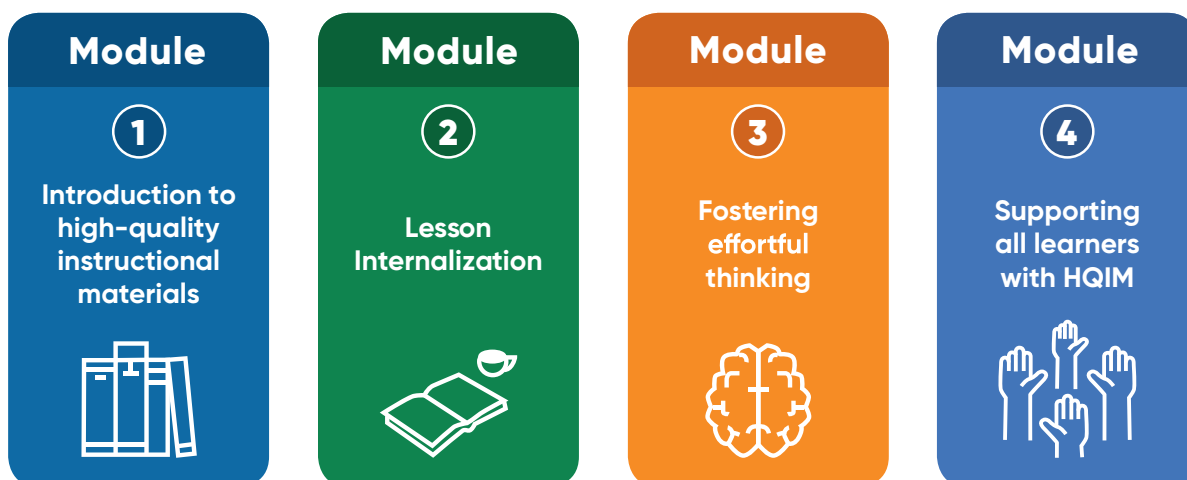 Module
1
Introduction to
high-quality
instructional
materials
Module
2
Lesson
Internalization
Module
3
Fostering
effortful
thinking
Module
4
Supporting
all learners
with HQIM